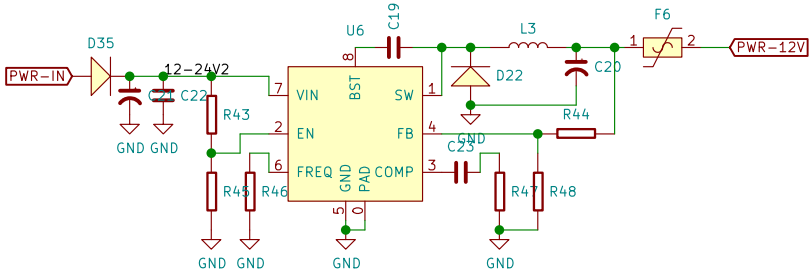 F6
U6
C19
L3
D35
1
2
PWR-12V
PWR-IN
12-24V2
8
C20
C21
C22
D22
7
VIN
BST
SW
1
R43
GND
GND
GND
2
EN
FB
4
R44
C23
6
FREQ
GND
PAD
COMP
3
R45
R46
R47
R48
5
0
GND
GND
GND
GND